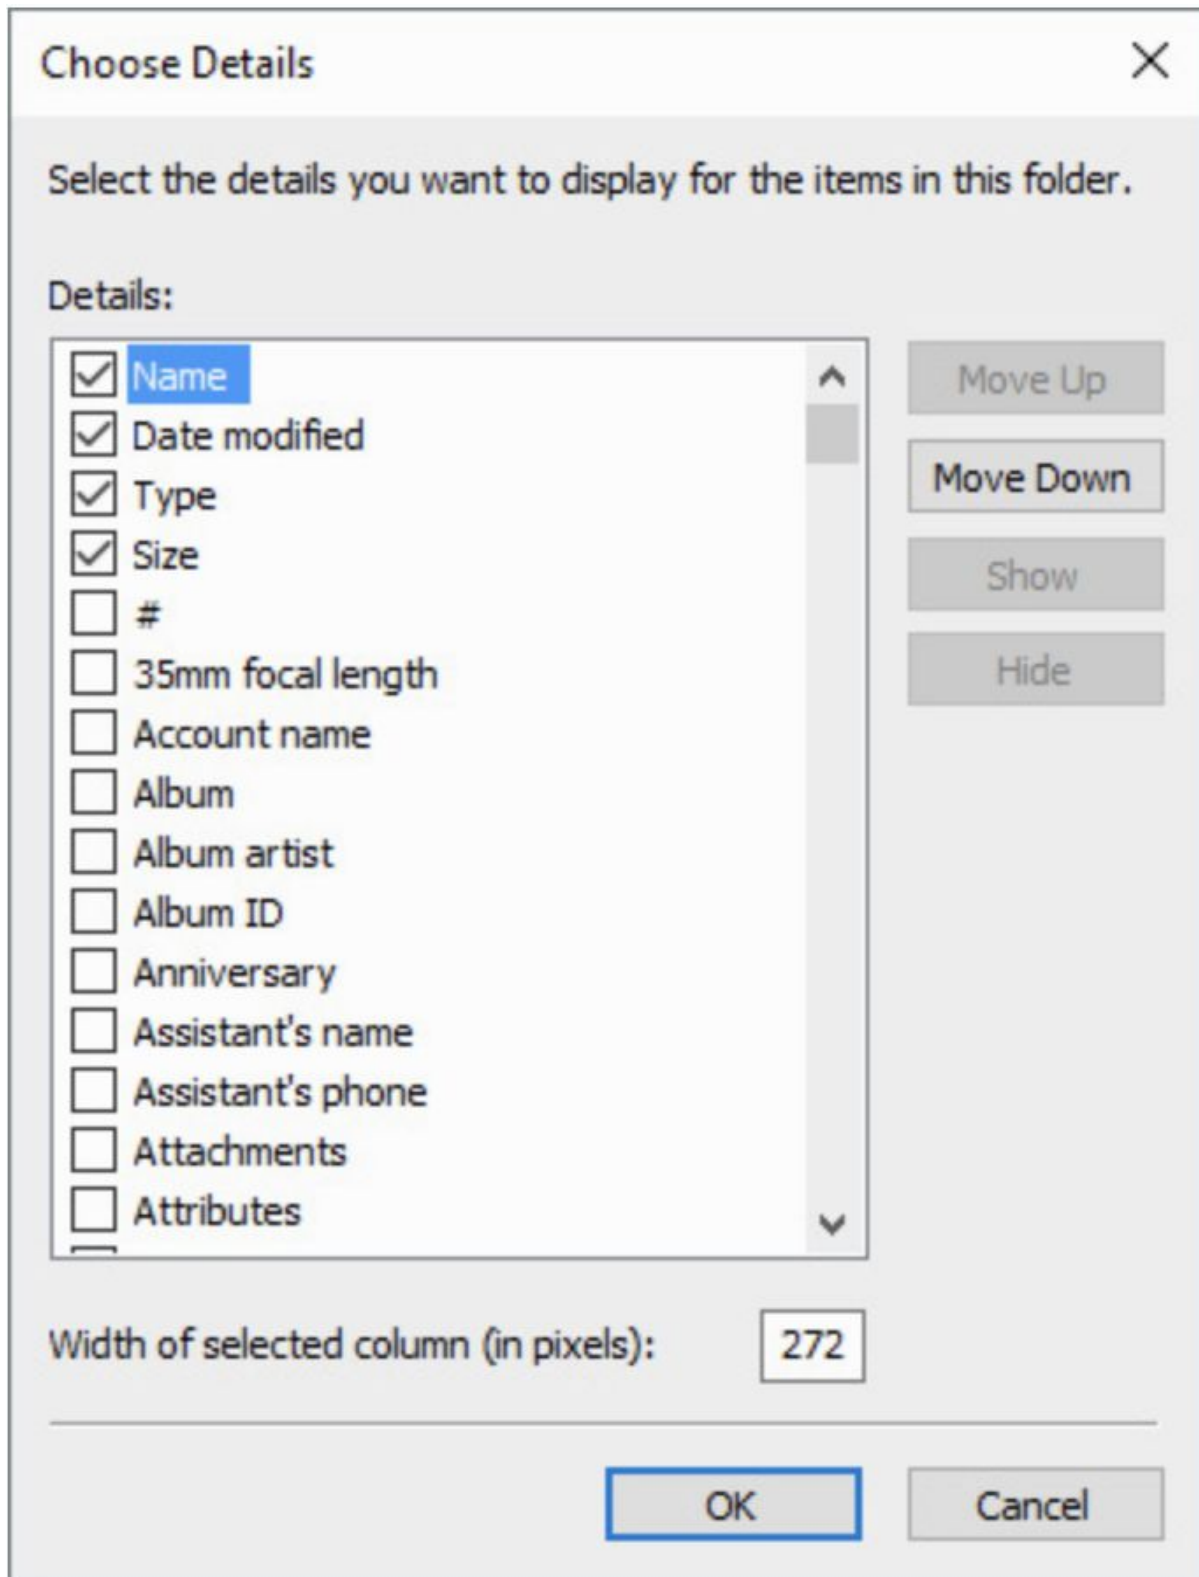 Choose Details
Select the details you want to display for the items in this folder.
Details:
Name
Date modified
Type
Size
#
35mm focal length
Account name
Album
Album artist
Album ID
Anniversary
Assistant's name
Assistant's phone
Attachments
Attributes
Move Up
Move Down
Show
Hide
Width of selected column (in pixels): 272
OK Cancel